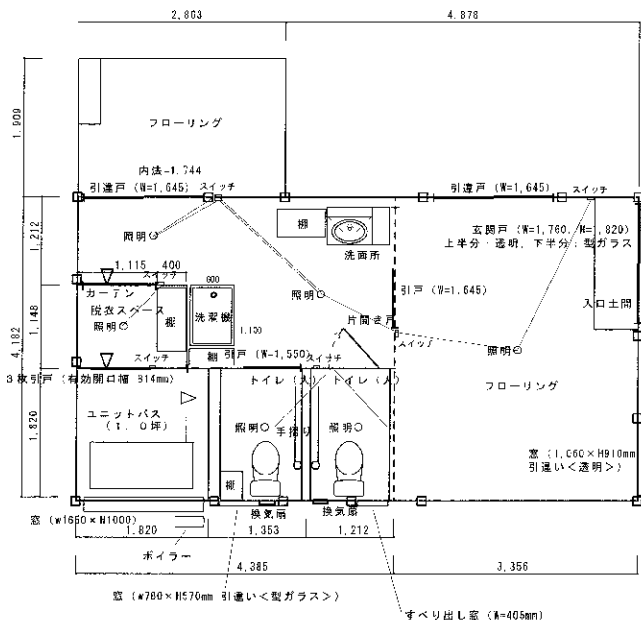 2,863
4,878
フローリング
1,909
内法=1,744
引違戸 (W=1,645)
スイッチ
引違戸 (W=1,645)
スイッチ
棚
洗面所
玄関戸 (W=1,760, H=1,820)
上半分：透明、下半分：型ガラス
照明
1,212
1,115
400
スイッチ
600
カーテン
脱衣スペース
照明
棚
洗濯機
照明
引戸 (W=1,645)
入口土間
1,148
4,182
片開き戸
スイッチ
照明
棚
引戸 (W=1,550)
スイッチ
スイッチ
3枚引戸 (有効開口幅 814mm)
トイレ (大)
トイレ (小)
フローリング
1,820
ユニットバス
(1.0坪)
照明
手摺り
照明
窓 (1,060×H910mm
引違い＜透明＞)
棚
窓 (W1660×H1000)
換気扇
換気扇
1,820
1,353
1,212
ボイラー
4,385
3,356
窓 (W760×H570mm 引違い＜型ガラス＞)
すべり出し窓 (W=405mm)